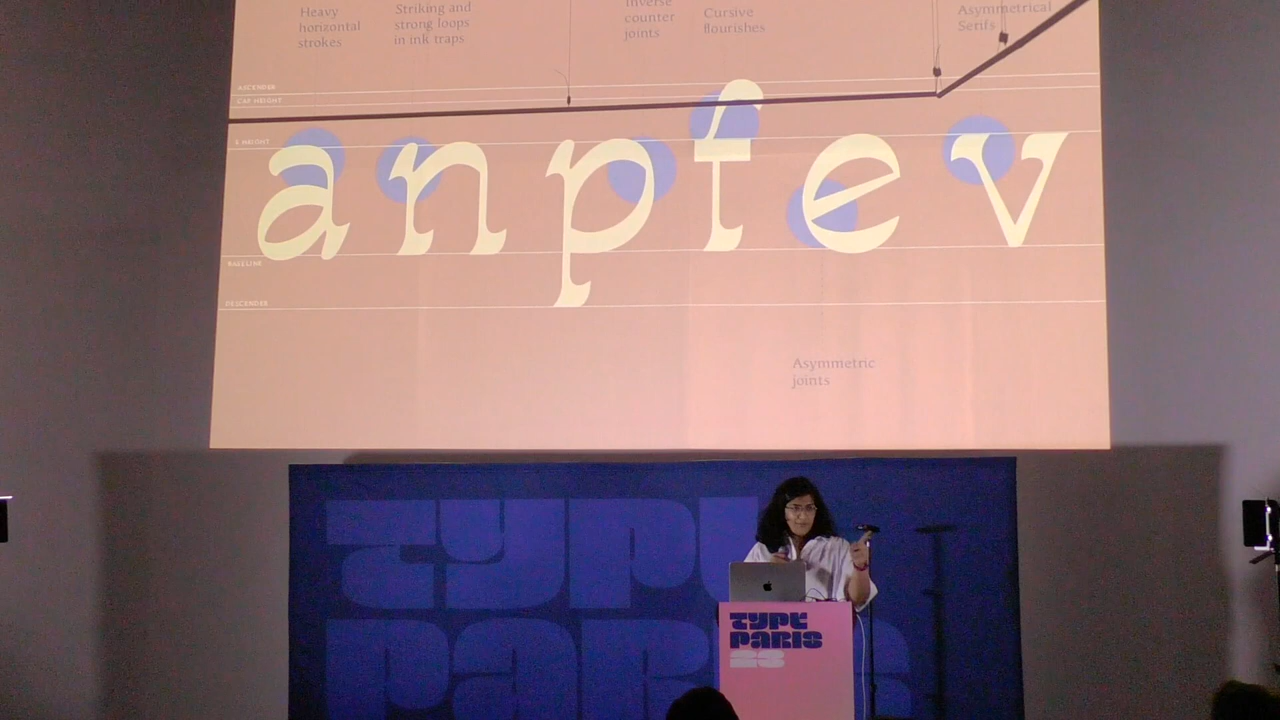 Heavy
horizontal
strokes
Striking and
strong loops
in ink traps
Inverse
counter
joints
Cursive
flourishes
Asymmetrical
Serifs
ASCENDER
CAP HEIGHT
X HEIGHT
a n p f e v
BASELINE
DESCENDER
Asymmetric
joints
TYPE
PARIS
TYPE
PARIS
23